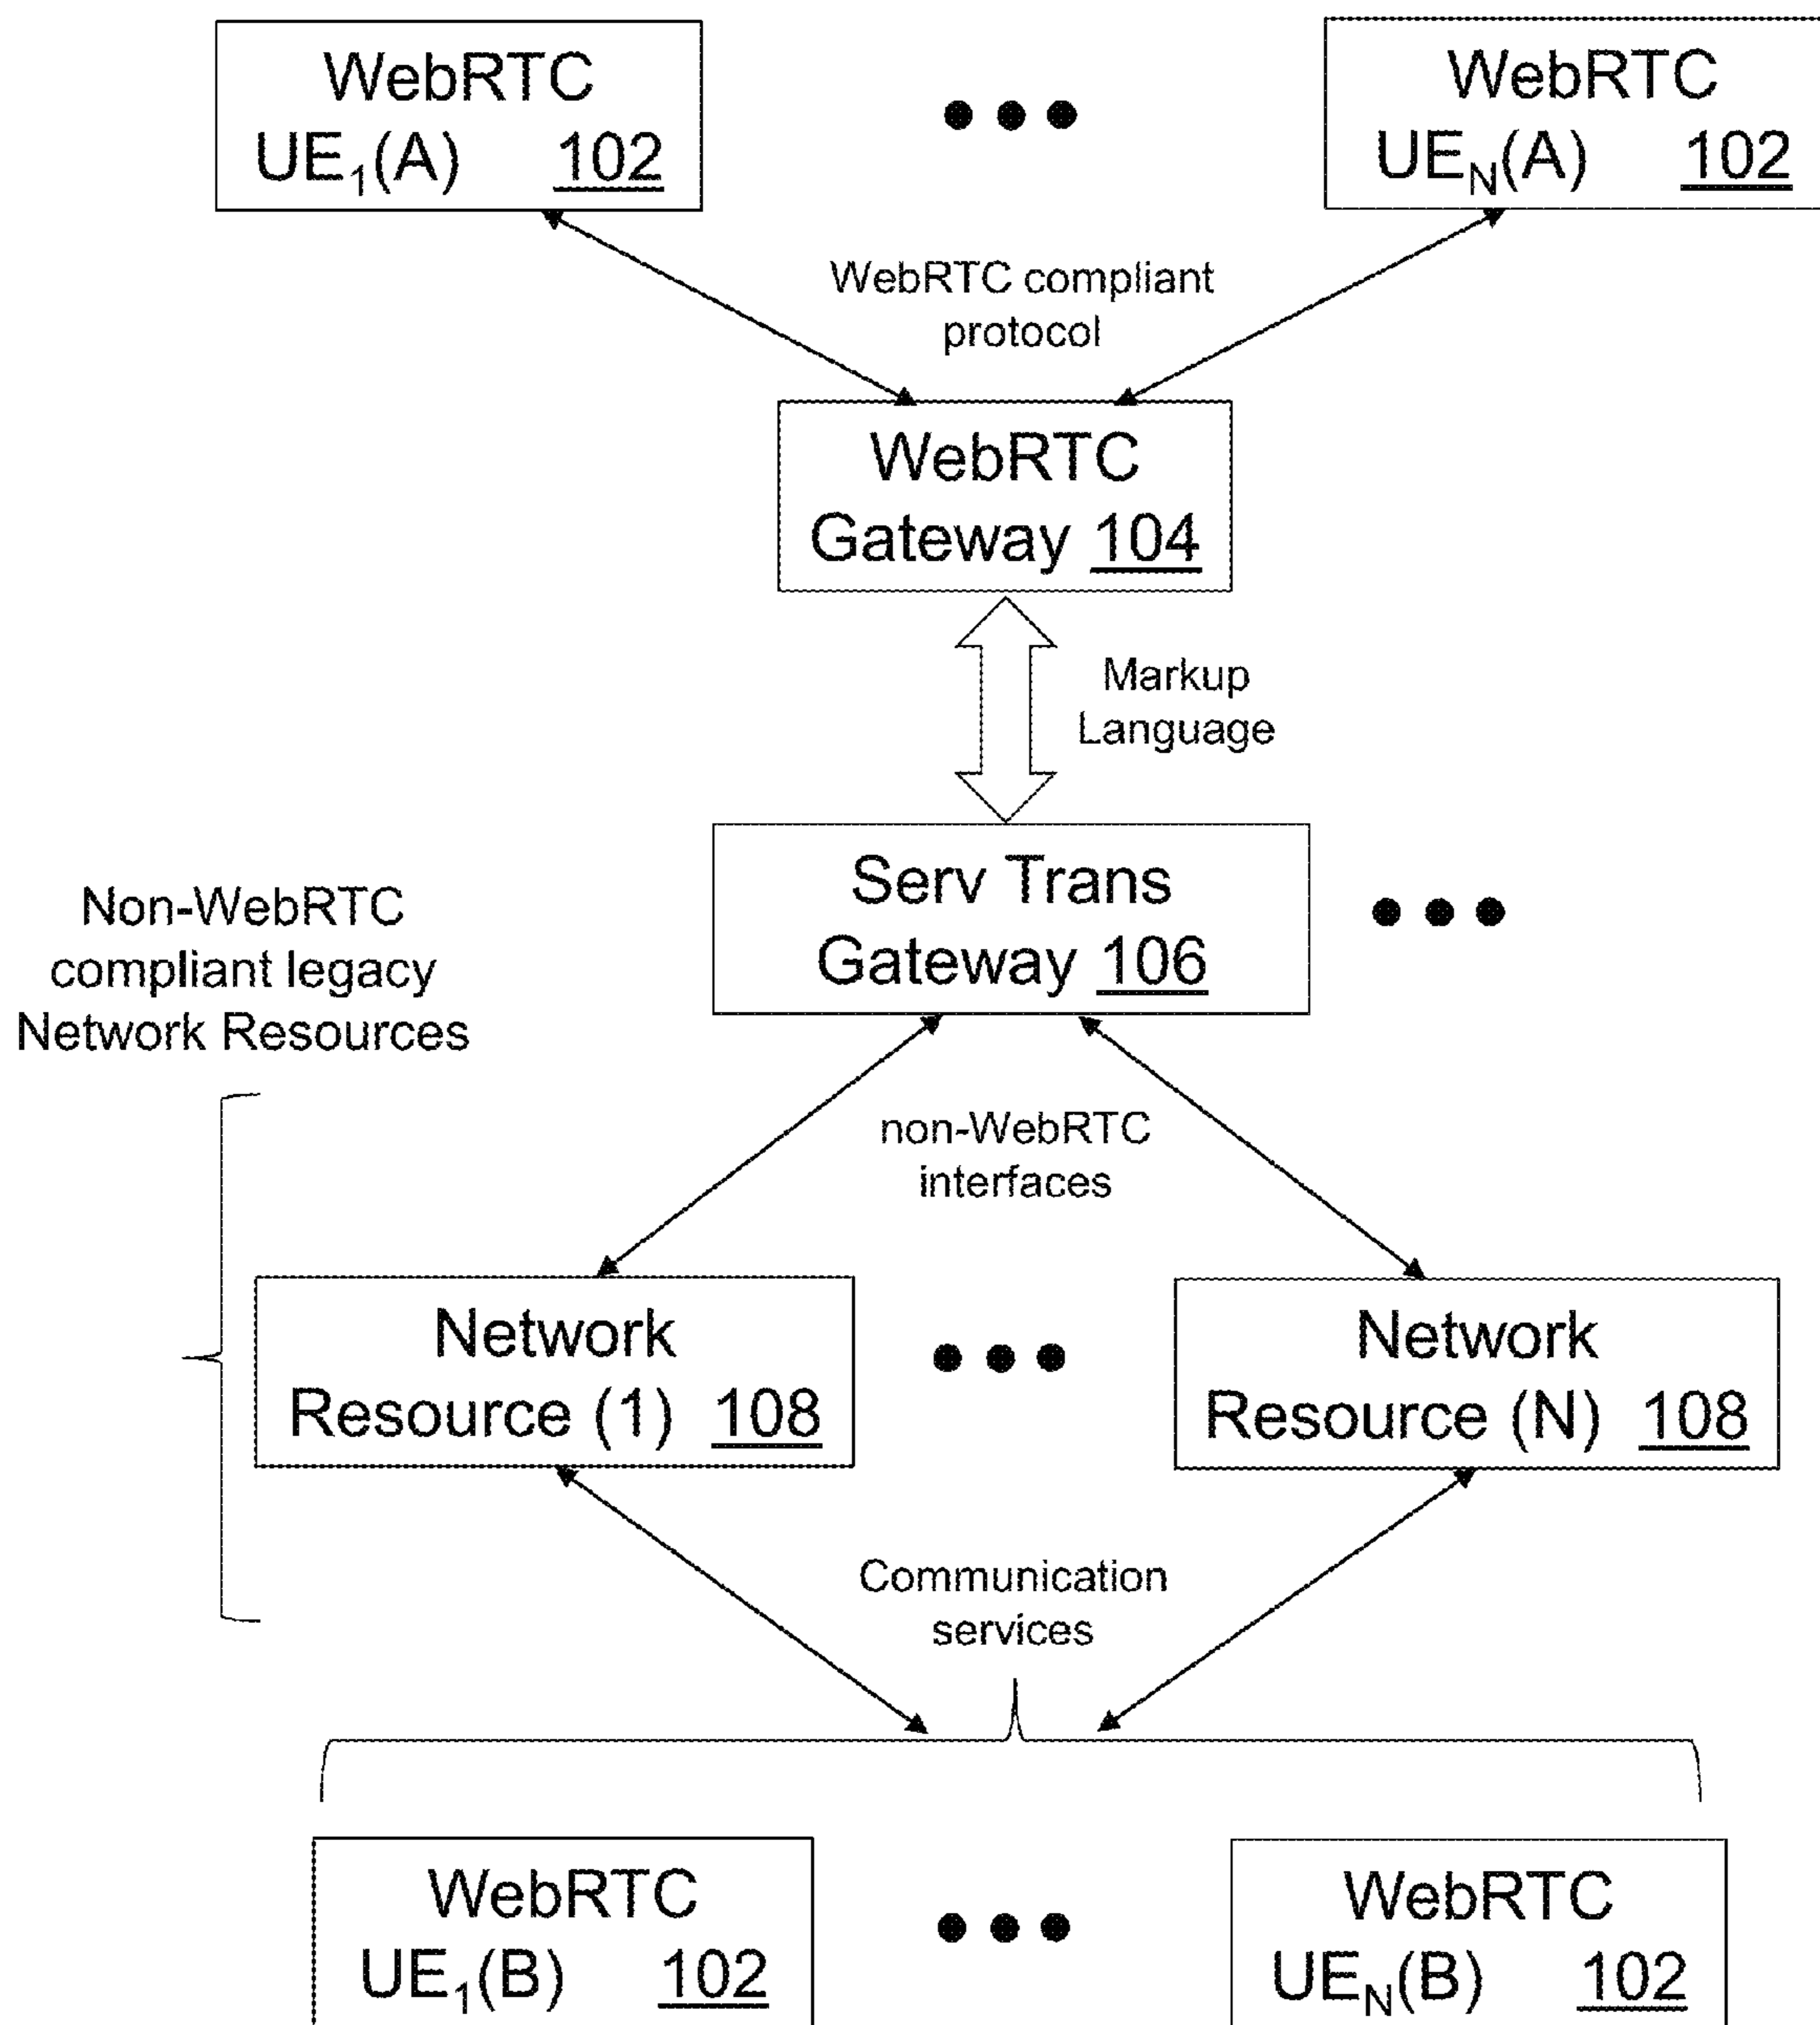 WebRTC
UE₁(A) 102
WebRTC
UE_N(A) 102
WebRTC compliant
protocol
WebRTC
Gateway 104
Markup
Language
Serv Trans
Gateway 106
Non-WebRTC
compliant legacy
Network Resources
non-WebRTC
interfaces
Network
Resource (1) 108
Network
Resource (N) 108
Communication
services
WebRTC
UE₁(B) 102
WebRTC
UE_N(B) 102